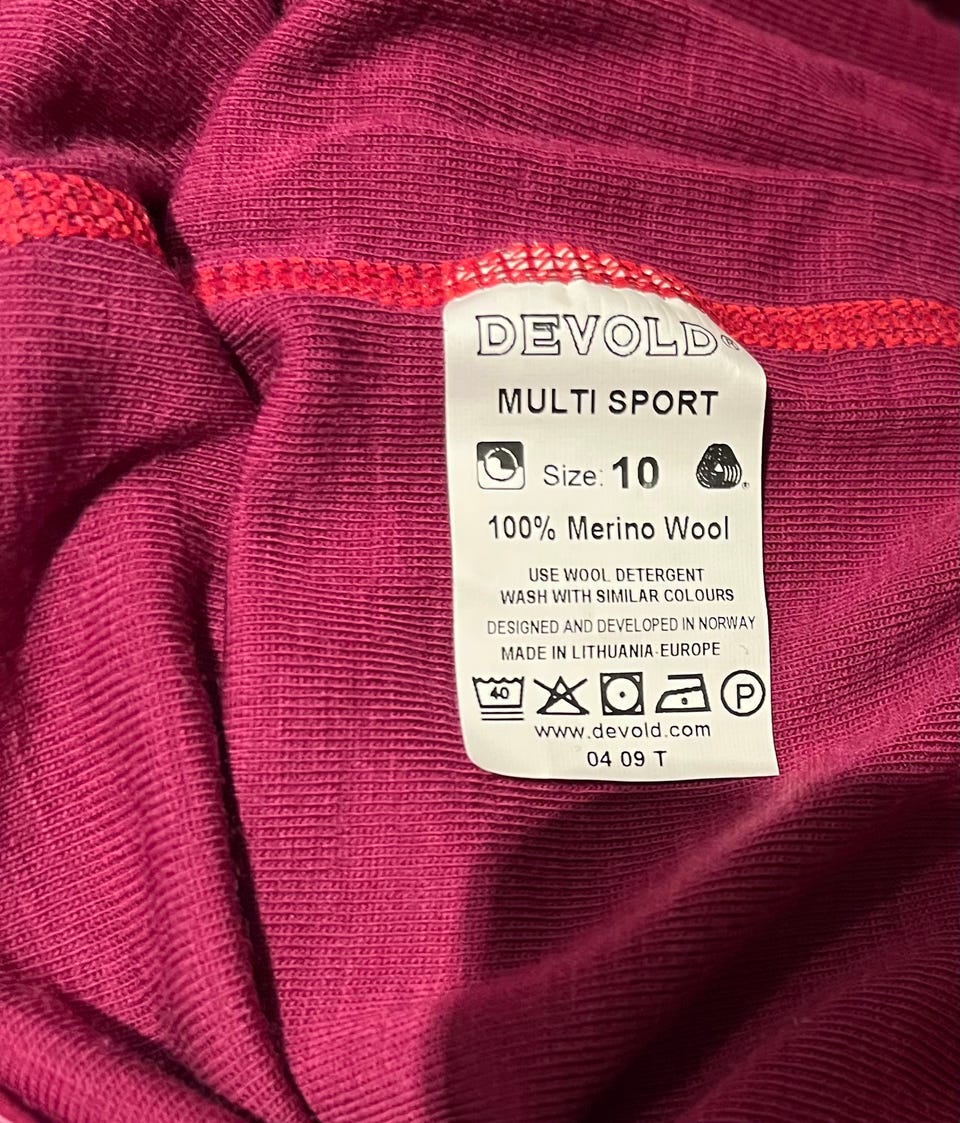 DEVOLD®
MULTI SPORT
Size: 10
100% Merino Wool
USE WOOL DETERGENT
WASH WITH SIMILAR COLOURS
DESIGNED AND DEVELOPED IN NORWAY
MADE IN LITHUANIA-EUROPE
40 P
www.devold.com
04 09 T